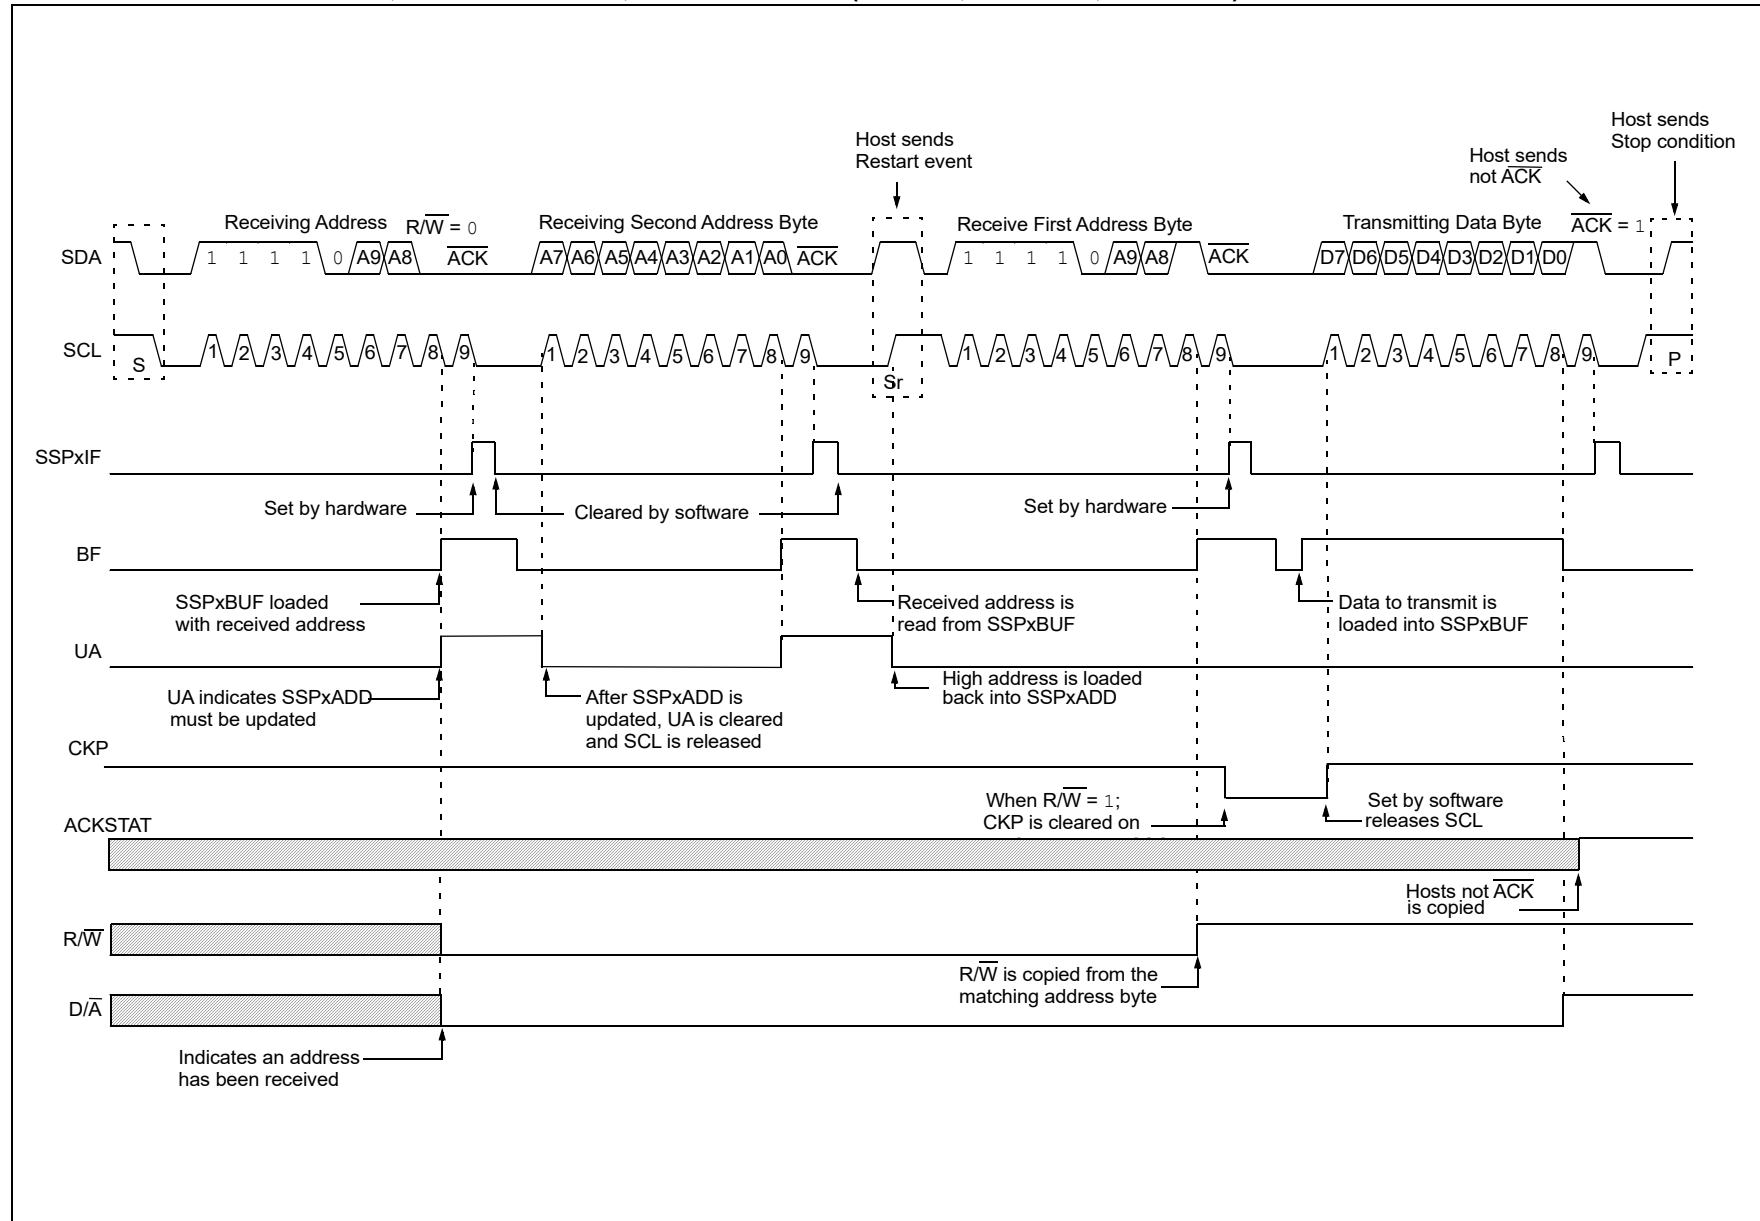 Host sends
Restart event
Host sends
not A̅C̅K̅
Host sends
Stop condition
Receiving Address R/W̅ = 0
Receiving Second Address Byte
Receive First Address Byte
Transmitting Data Byte
A̅C̅K̅ = 1
SDA 1 1 1 1 0 A9 A8 A̅C̅K̅ A7 A6 A5 A4 A3 A2 A1 A0 A̅C̅K̅ 1 1 1 1 0 A9 A8 A̅C̅K̅ D7 D6 D5 D4 D3 D2 D1 D0
SCL S 1 2 3 4 5 6 7 8 9 1 2 3 4 5 6 7 8 9 Sr 1 2 3 4 5 6 7 8 9 1 2 3 4 5 6 7 8 9 P
SSPxIF
Set by hardware
Cleared by software
Set by hardware
BF
SSPxBUF loaded
with received address
Received address is
read from SSPxBUF
Data to transmit is
loaded into SSPxBUF
UA
UA indicates SSPxADD
must be updated
After SSPxADD is
updated, UA is cleared
and SCL is released
High address is loaded
back into SSPxADD
CKP
When R/W̅ = 1;
CKP is cleared on
Set by software
releases SCL
ACKSTAT
Hosts not A̅C̅K̅
is copied
R/W̅
R/W̅ is copied from the
matching address byte
D/A̅
Indicates an address
has been received